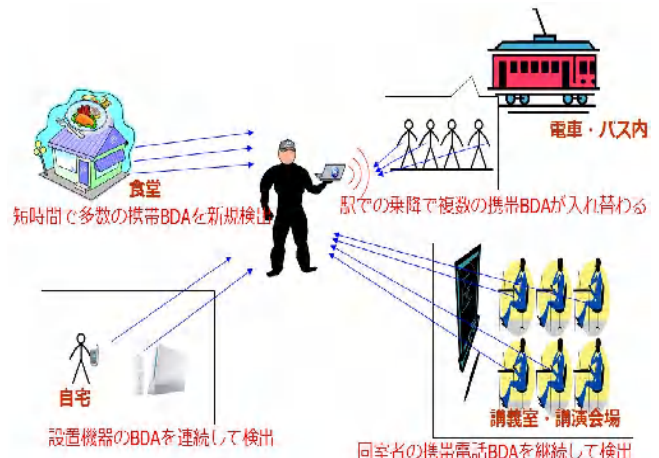 電車・バス内
食堂
短時間で多数の携帯BDAを新規検出
駅での乗降で複数の携帯BDAが入れ替わる
自宅
設置機器のBDAを連続して検出
講義室・講演会場
同室者の携帯電話BDAを継続して検出